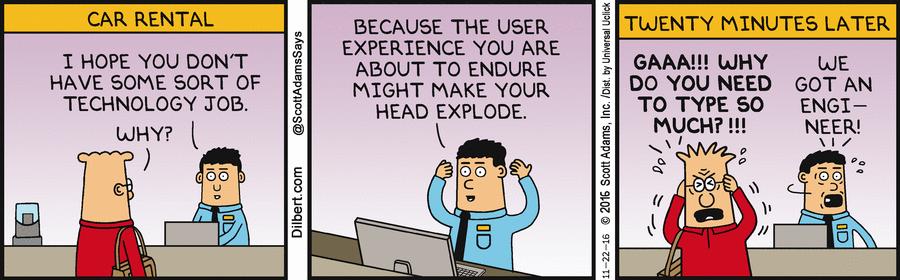 CAR RENTAL
I HOPE YOU DON'T
HAVE SOME SORT OF
TECHNOLOGY JOB.
WHY?
Dilbert.com @ScottAdamsSays
BECAUSE THE USER
EXPERIENCE YOU ARE
ABOUT TO ENDURE
MIGHT MAKE YOUR
HEAD EXPLODE.
11-22-16 © 2016 Scott Adams, Inc. /Dist. by Universal Uclick
TWENTY MINUTES LATER
GAAA!!! WHY
DO YOU NEED
TO TYPE SO
MUCH? !!!
WE
GOT AN
ENGI-
NEER!